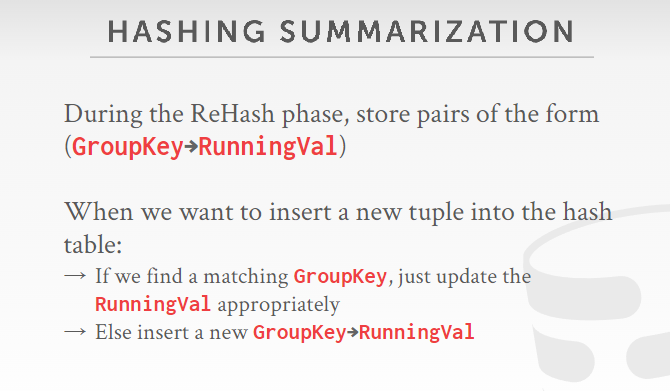 HASHING SUMMARIZATION
During the ReHash phase, store pairs of the form
(GroupKey→RunningVal)
When we want to insert a new tuple into the hash
table:
→ If we find a matching GroupKey, just update the
RunningVal appropriately
→ Else insert a new GroupKey→RunningVal